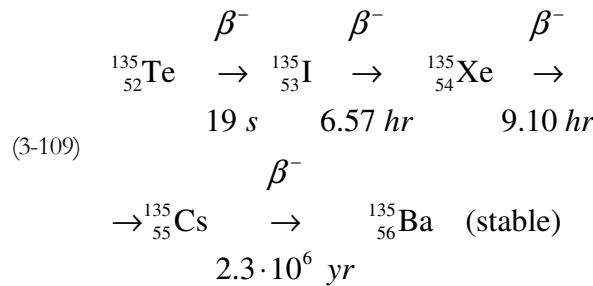 β⁻ β⁻ β⁻
¹³⁵₅₂Te → ¹³⁵₅₃I → ¹³⁵₅₄Xe →
19 s 6.57 hr 9.10 hr
(3-109)
β⁻
→ ¹³⁵₅₅Cs → ¹³⁵₅₆Ba (stable)
2.3·10⁶ yr